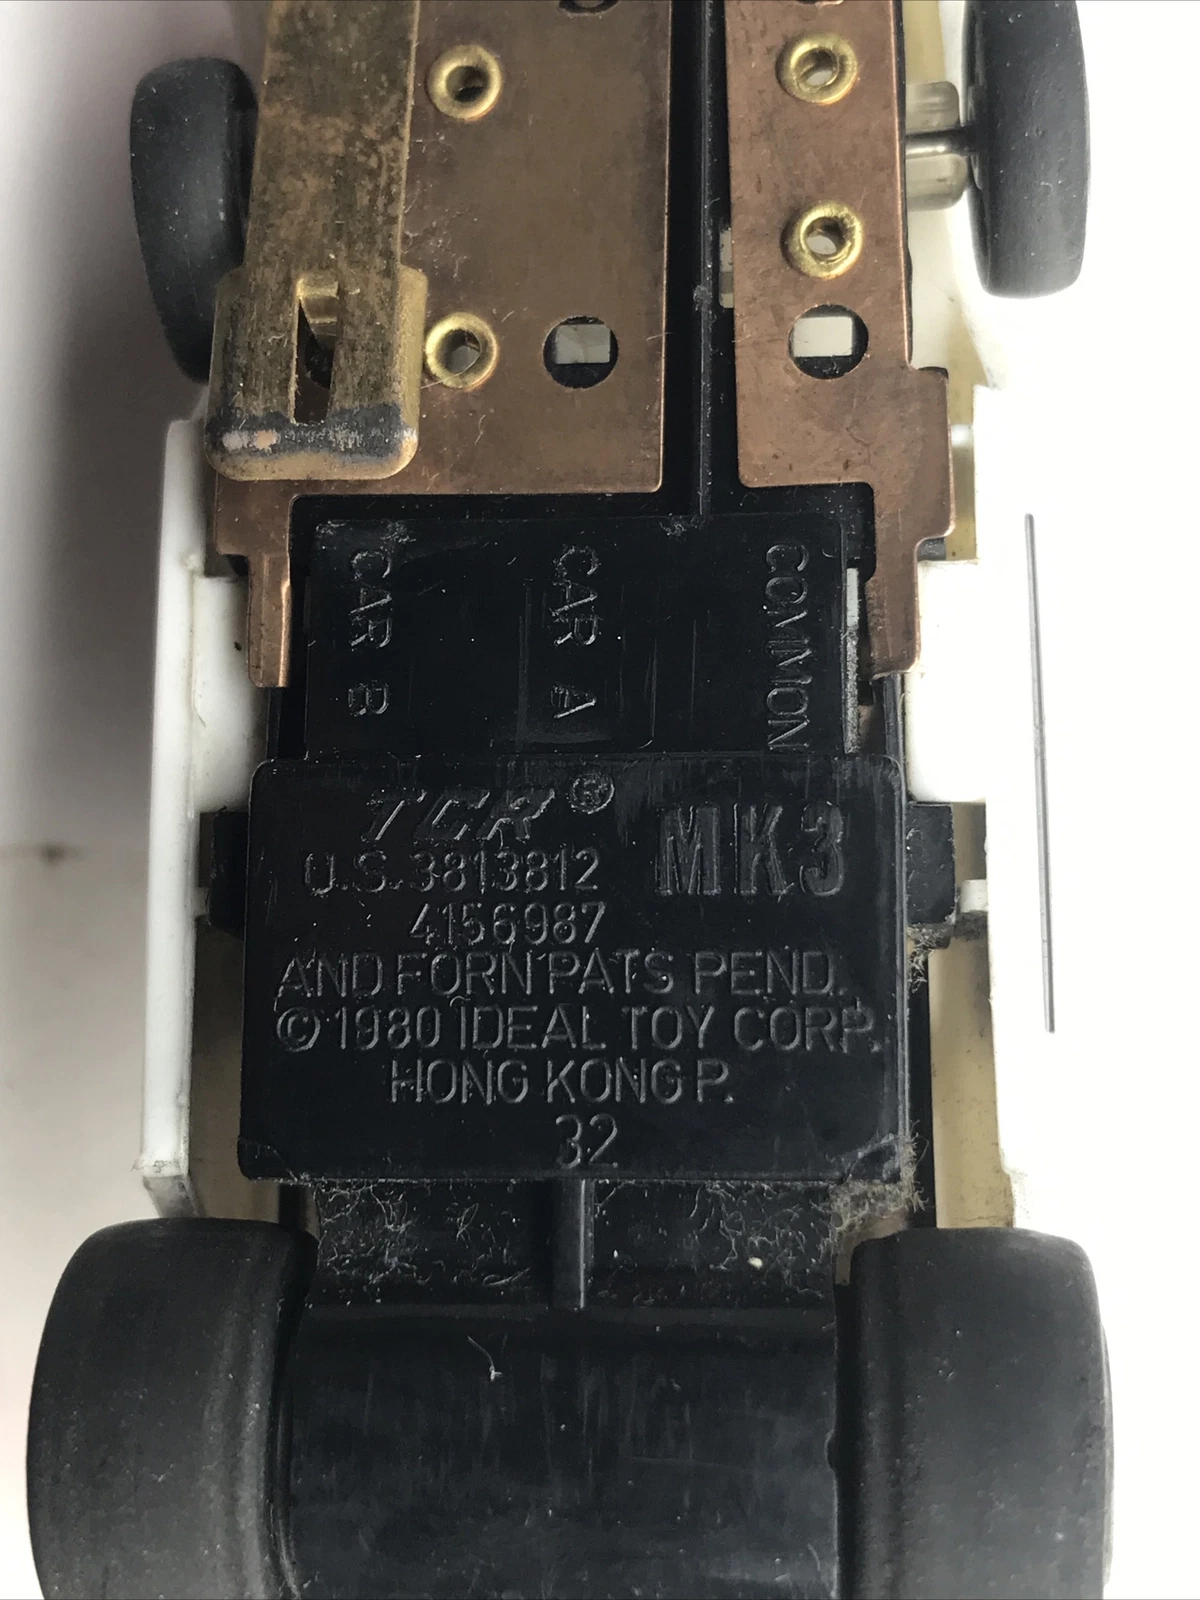 CAR B
CAR A
COMMON
TCR® MK3
U.S. 3813812
4156987
AND FORN PATS PEND.
© 1980 IDEAL TOY CORP.
HONG KONG P.
32